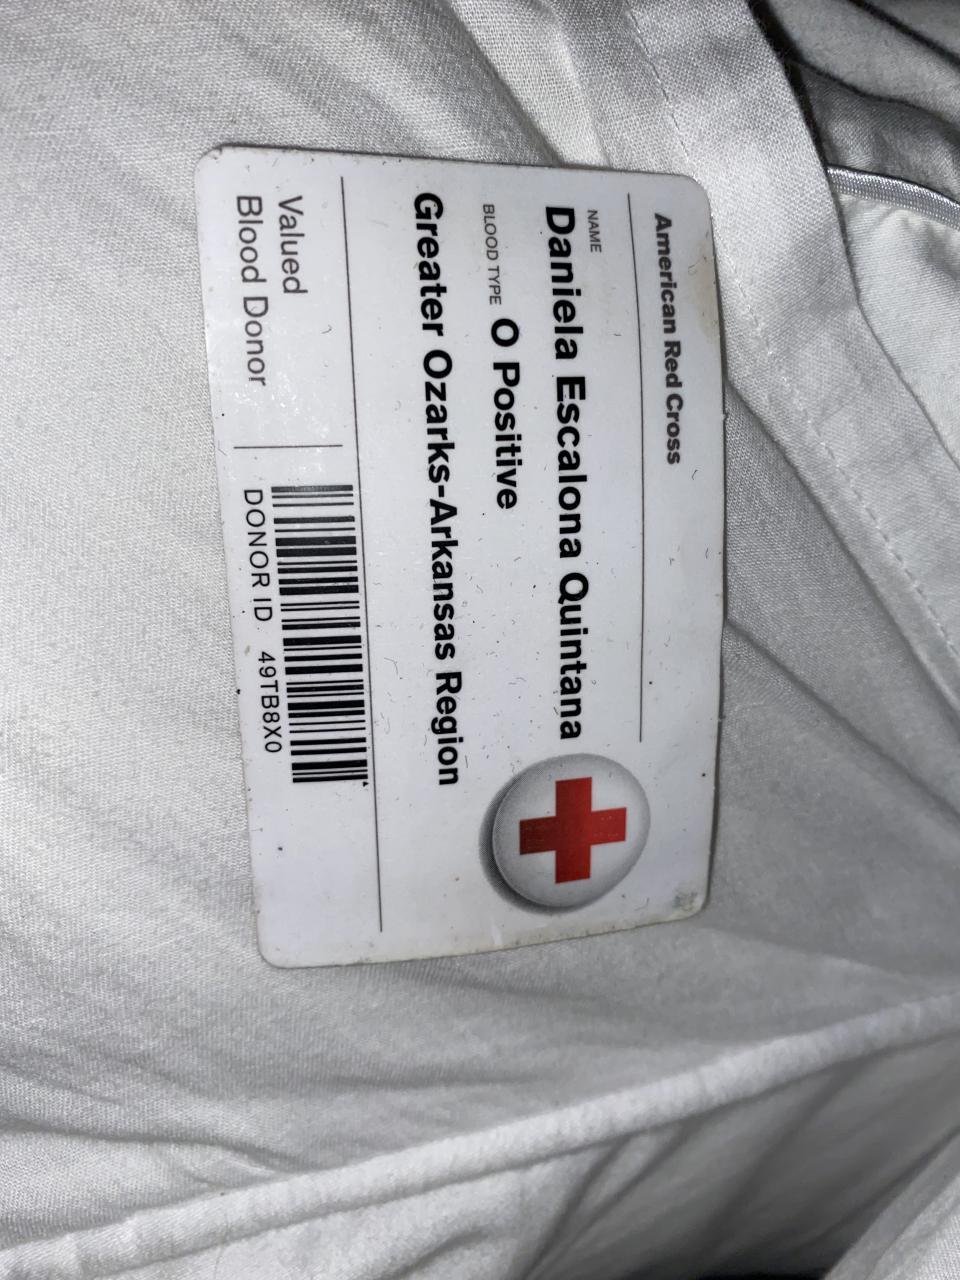 American Red Cross
NAME
Daniela Escalona Quintana
BLOOD TYPE O Positive
Greater Ozarks-Arkansas Region
Valued
Blood Donor
DONOR ID 49TB8X0